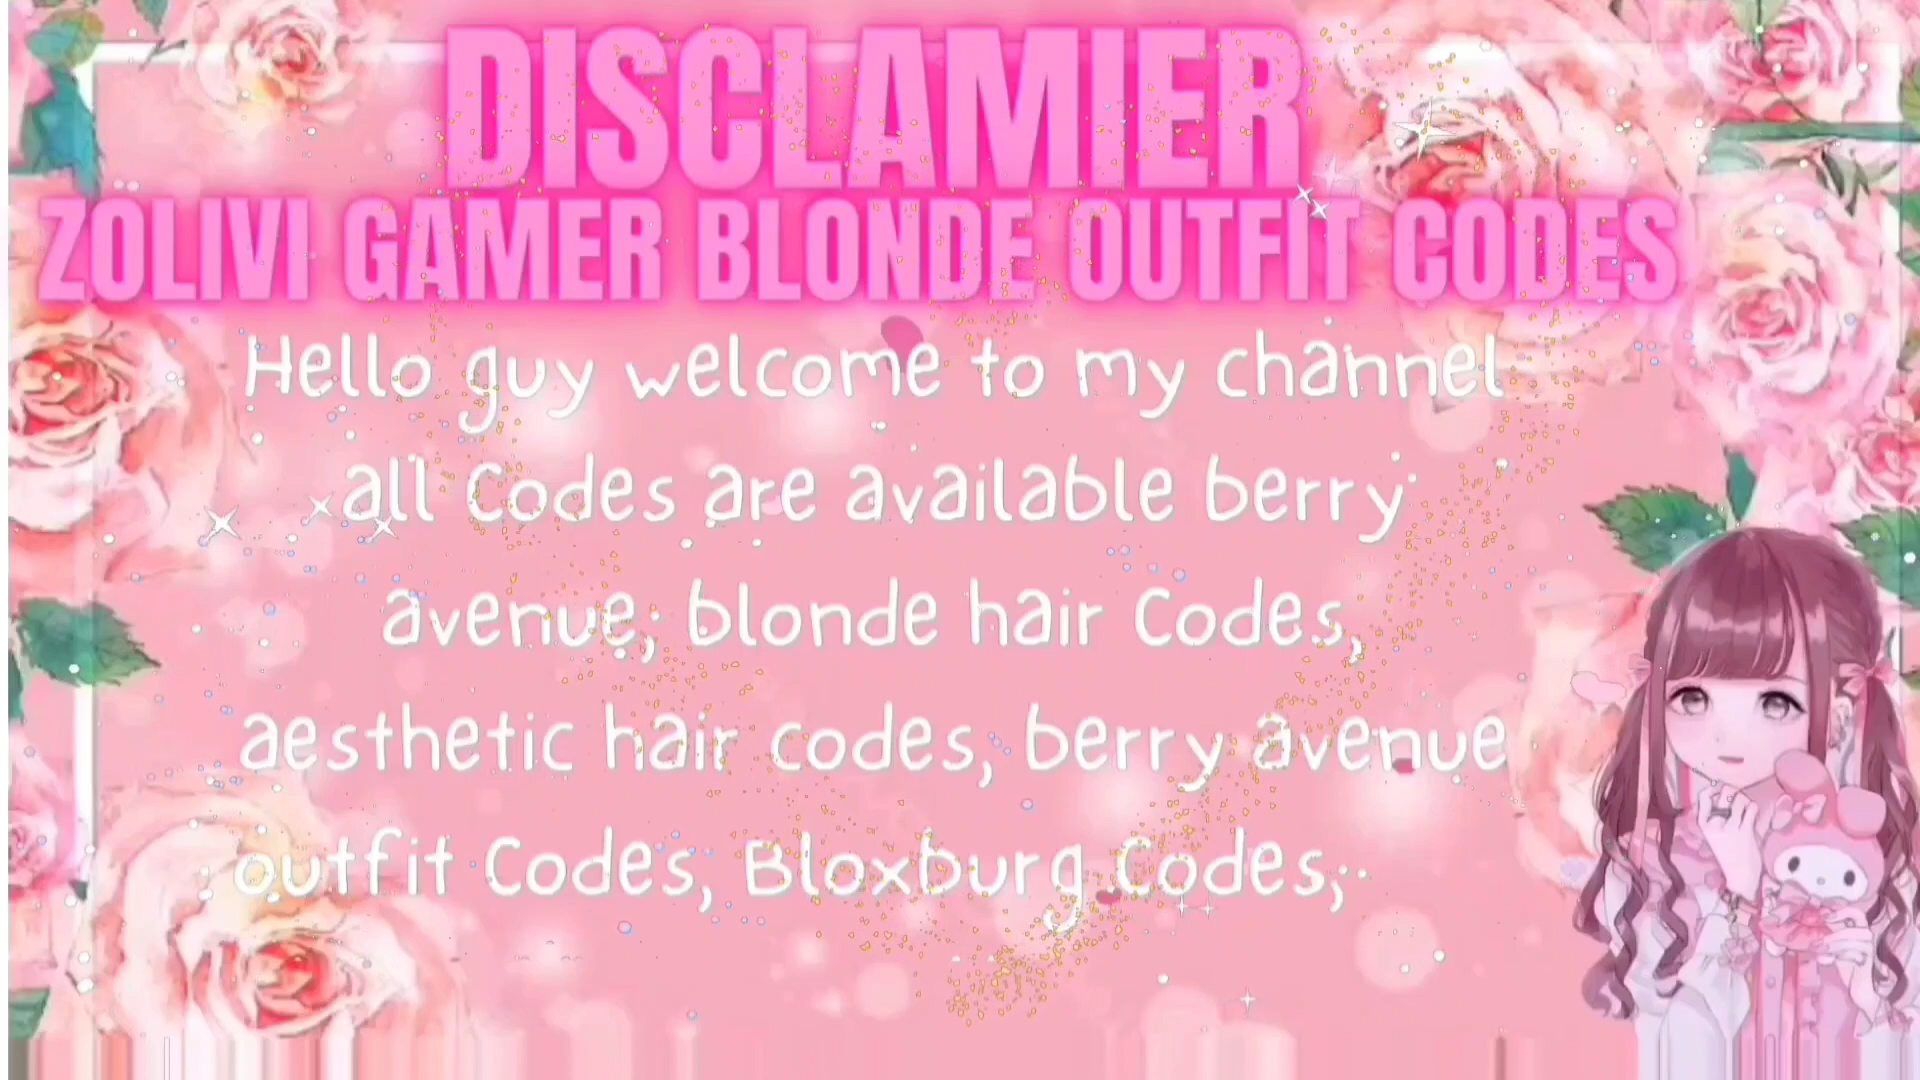 DISCLAMIER
ZOLIVI GAMER BLONDE OUTFIT CODES
Hello guy welcome to my channel
all Codes are available berry
avenue; blonde hair Codes,
aesthetic hair codes, berry avenue
outfit Codes, Bloxburg Codes,